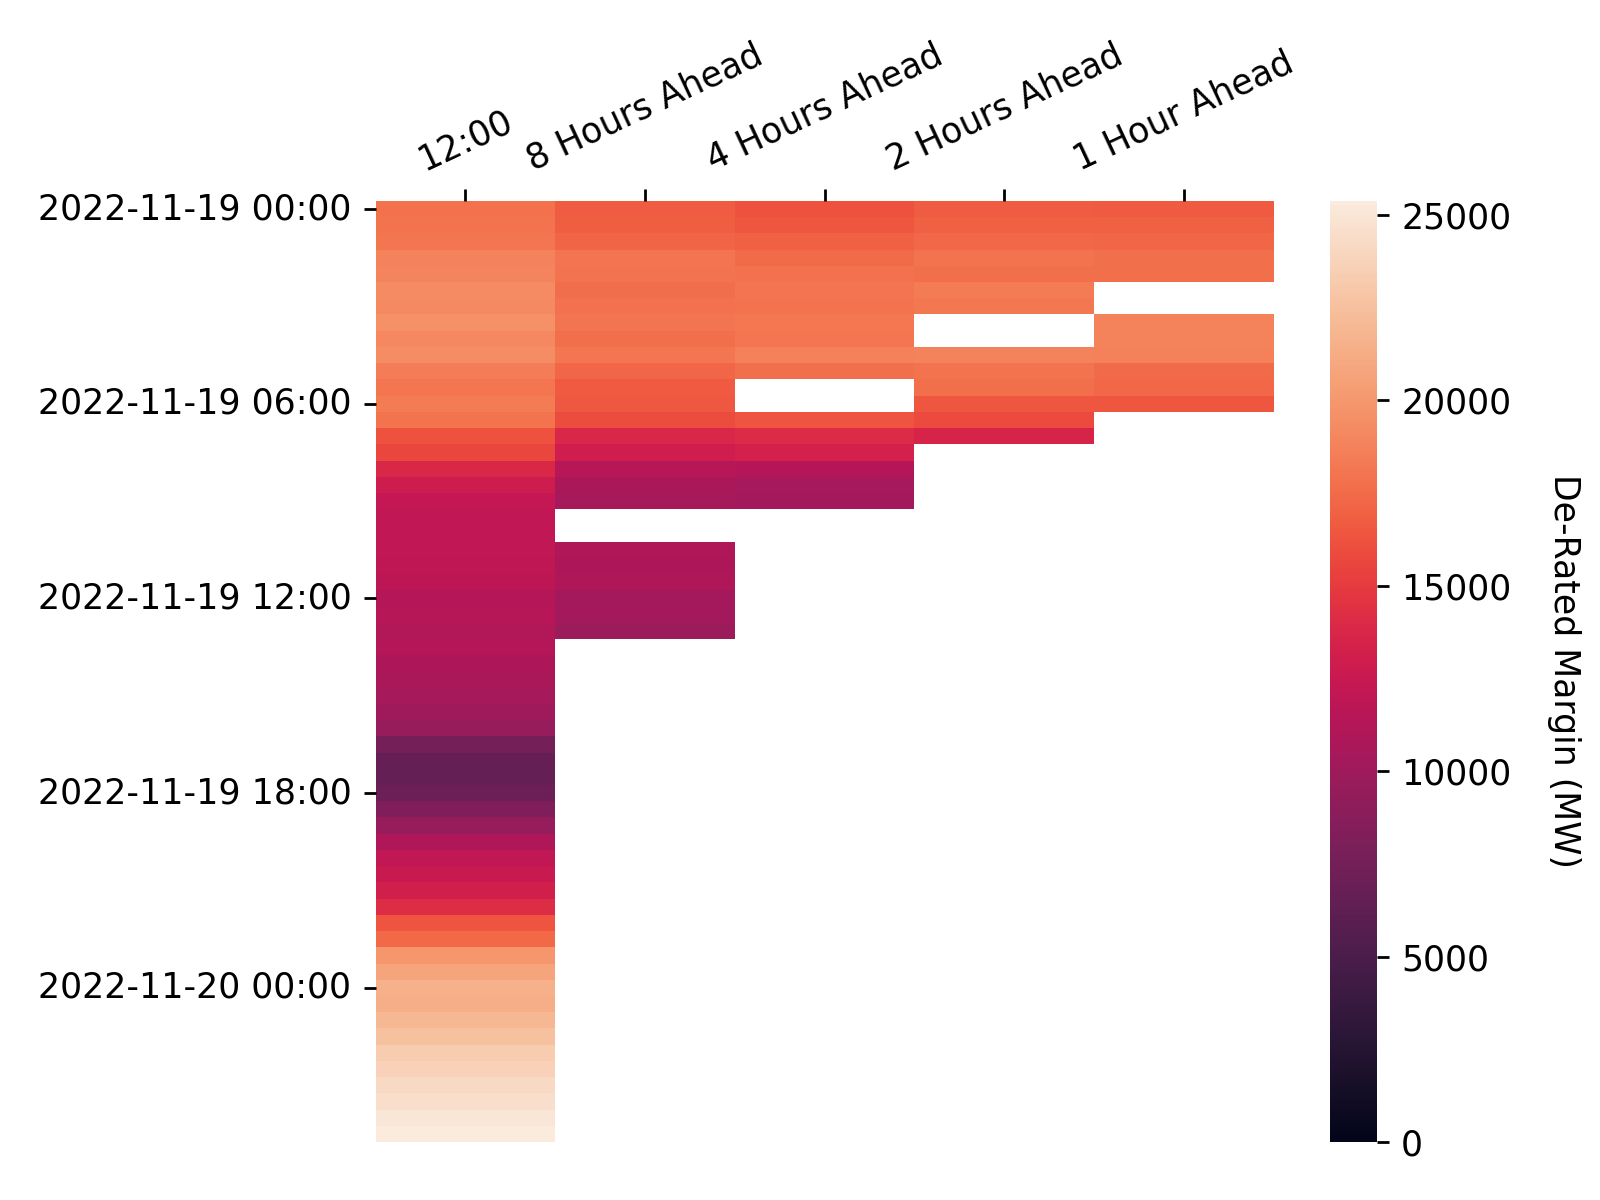 12:00
8 Hours Ahead
4 Hours Ahead
2 Hours Ahead
1 Hour Ahead
2022-11-19 00:00
2022-11-19 06:00
2022-11-19 12:00
2022-11-19 18:00
2022-11-20 00:00
25000
20000
15000
10000
5000
0
De-Rated Margin (MW)